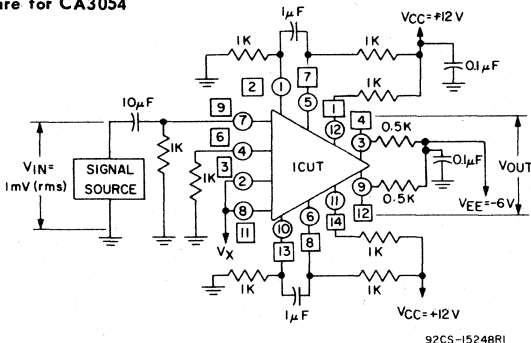 ire for CA3054
1μF
VCC=+12V
1K
1K
0.1μF
2
1
7
5
1K
10μF
9
7
1
12
4
3
0.5K
6
4
VIN=
1mV(rms)
SIGNAL
SOURCE
1K
1K
3
2
ICUT
0.1μF
VOUT
9
0.5K
VEE=-6V
8
11
VX
10
13
6
8
11
14
12
1K
1K
1K
1μF
VCC=+12V
92CS-15248R1